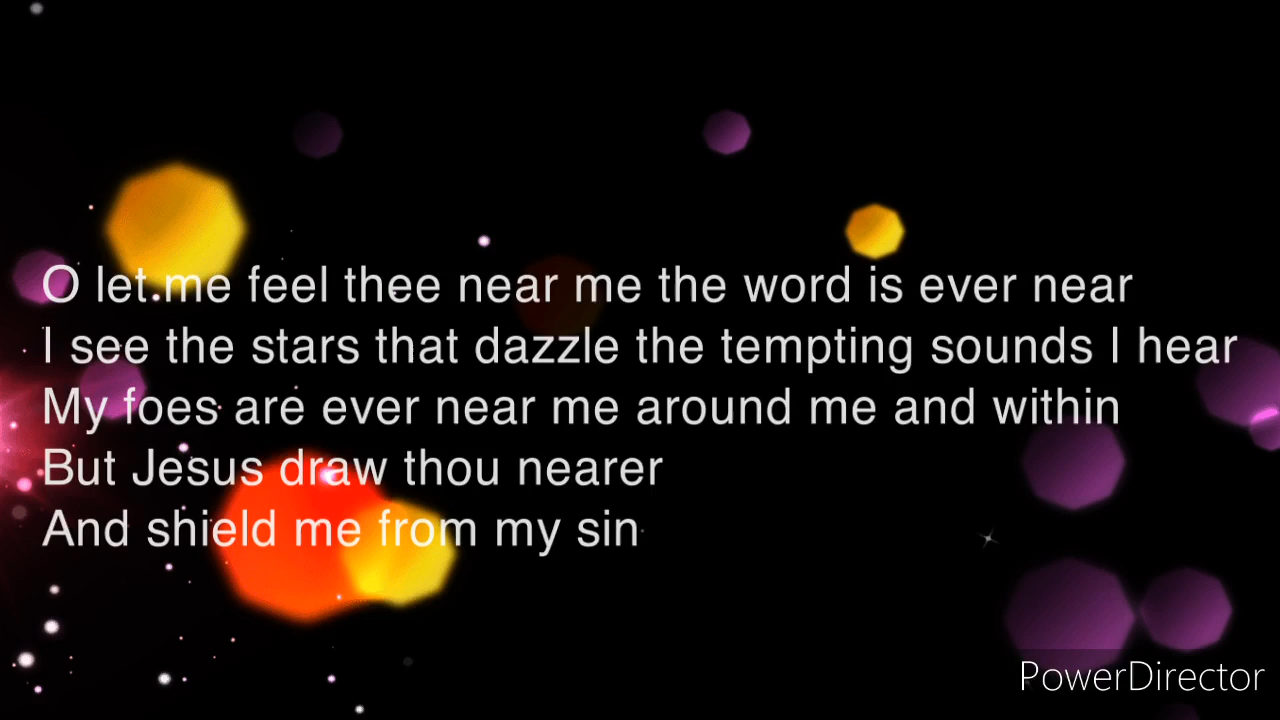 O let me feel thee near me the word is ever near
I see the stars that dazzle the tempting sounds I hear
My foes are ever near me around me and within
But Jesus draw thou nearer
And shield me from my sin
PowerDirector